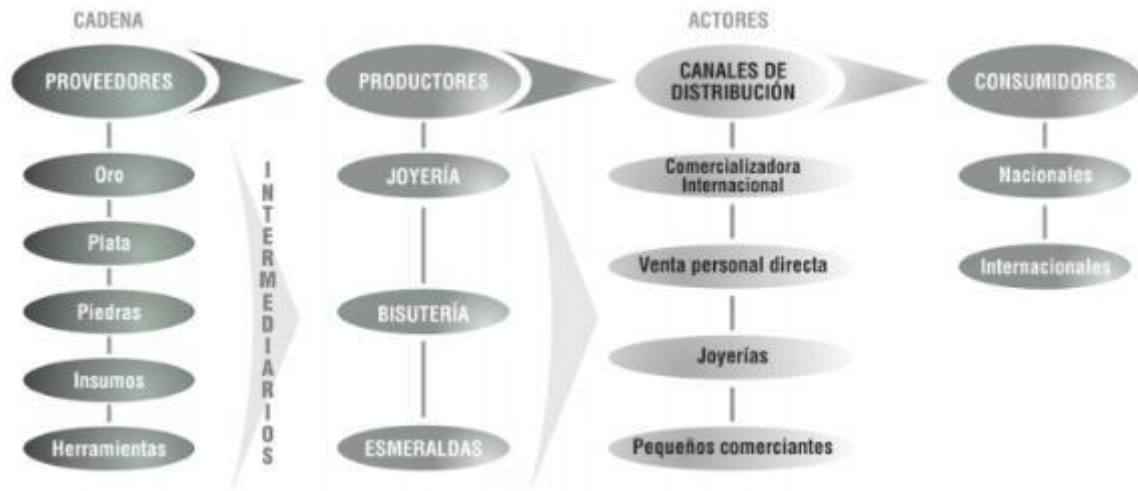 CADENA
ACTORES
PROVEEDORES
PRODUCTORES
CANALES DE
DISTRIBUCIÓN
CONSUMIDORES
Oro
Plata
Piedras
Insumos
Herramientas
INTERMEDIARIOS
JOYERÍA
BISUTERÍA
ESMERALDAS
Comercializadora
Internacional
Venta personal directa
Joyerías
Pequeños comerciantes
Nacionales
Internacionales